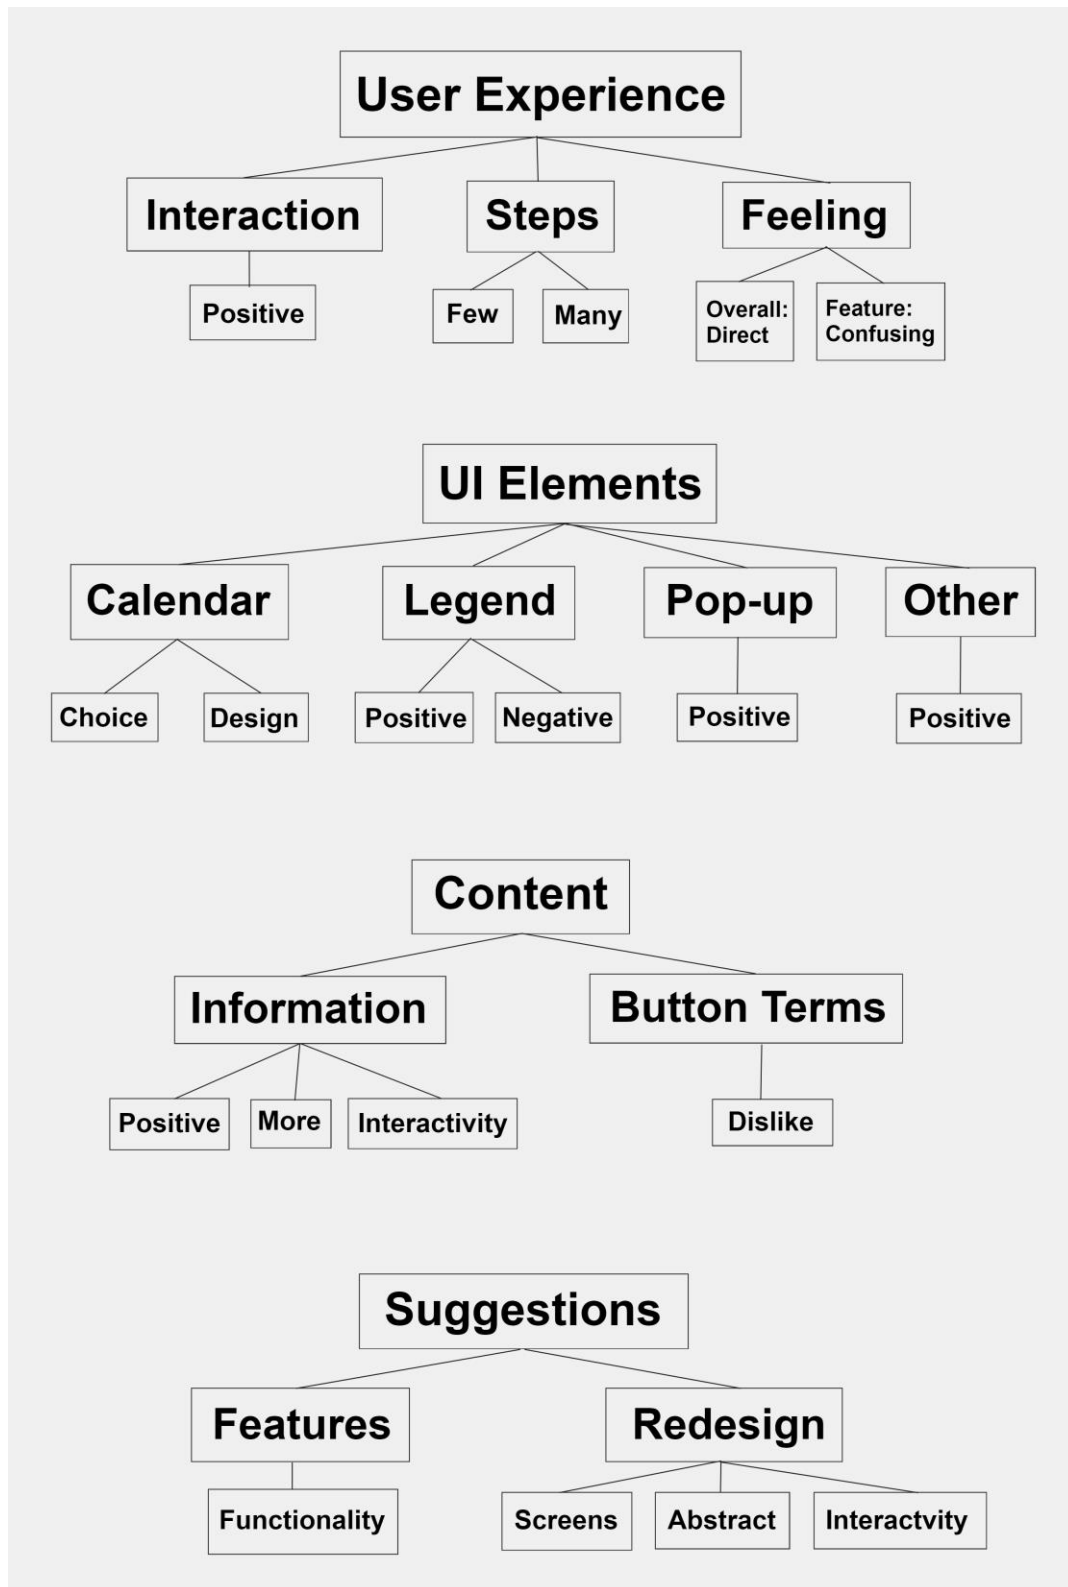 User Experience
Interaction
Steps
Feeling
Positive
Few
Many
Overall:
Direct
Feature:
Confusing
UI Elements
Calendar
Legend
Pop-up
Other
Choice
Design
Positive
Negative
Positive
Positive
Content
Information
Button Terms
Positive
More
Interactivity
Dislike
Suggestions
Features
Redesign
Functionality
Screens
Abstract
Interactvity